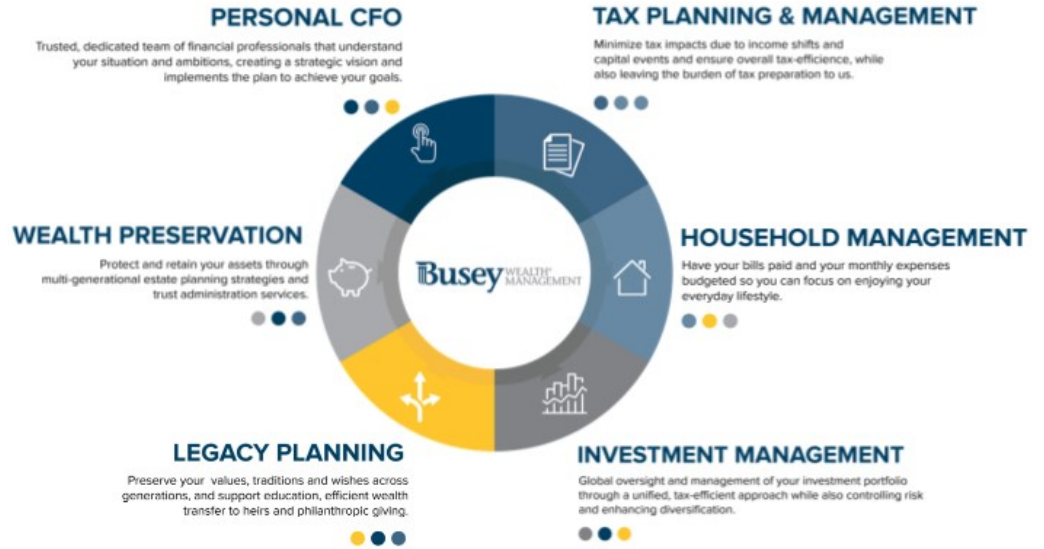 PERSONAL CFO
Trusted, dedicated team of financial professionals that understand
your situation and ambitions, creating a strategic vision and
implements the plan to achieve your goals.
TAX PLANNING & MANAGEMENT
Minimize tax impacts due to income shifts and
capital events and ensure overall tax-efficience, while
also leaving the burden of tax preparation to us.
WEALTH PRESERVATION
Protect and retain your assets through
multi-generational estate planning strategies and
trust administration services.
Busey WEALTH®
MANAGEMENT
HOUSEHOLD MANAGEMENT
Have your bills paid and your monthly expenses
budgeted so you can focus on enjoying your
everyday lifestyle.
LEGACY PLANNING
Preserve your values, traditions and wishes across
generations, and support education, efficient wealth
transfer to heirs and philanthropic giving.
INVESTMENT MANAGEMENT
Global oversight and management of your investment portfolio
through a unified, tax-efficient approach while also controlling risk
and enhancing diversification.